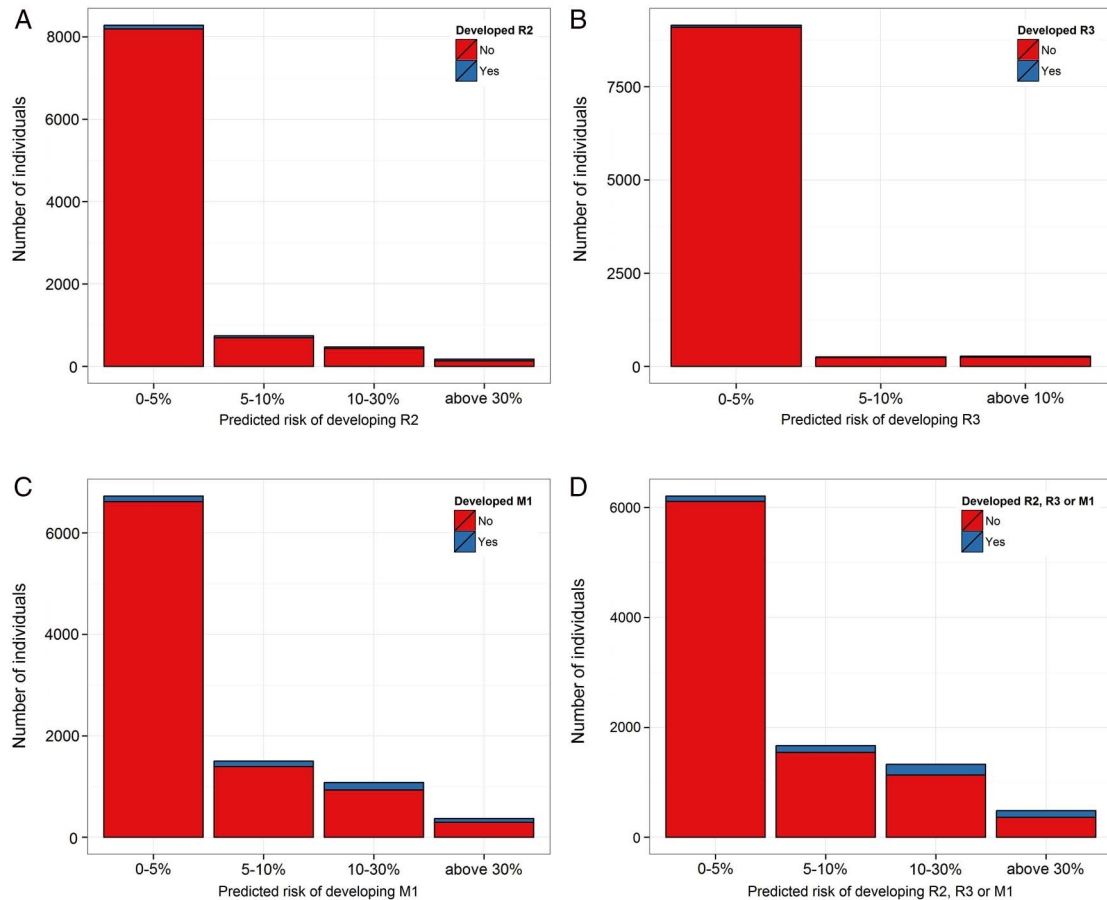 A
Number of individuals
8000
6000
4000
2000
0
Developed R2
No
Yes
0-5%
5-10%
10-30%
above 30%
Predicted risk of developing R2
B
Number of individuals
7500
5000
2500
0
Developed R3
No
Yes
0-5%
5-10%
above 10%
Predicted risk of developing R3
C
Number of individuals
6000
4000
2000
0
Developed M1
No
Yes
0-5%
5-10%
10-30%
above 30%
Predicted risk of developing M1
D
Number of individuals
6000
4000
2000
0
Developed R2, R3 or M1
No
Yes
0-5%
5-10%
10-30%
above 30%
Predicted risk of developing R2, R3 or M1